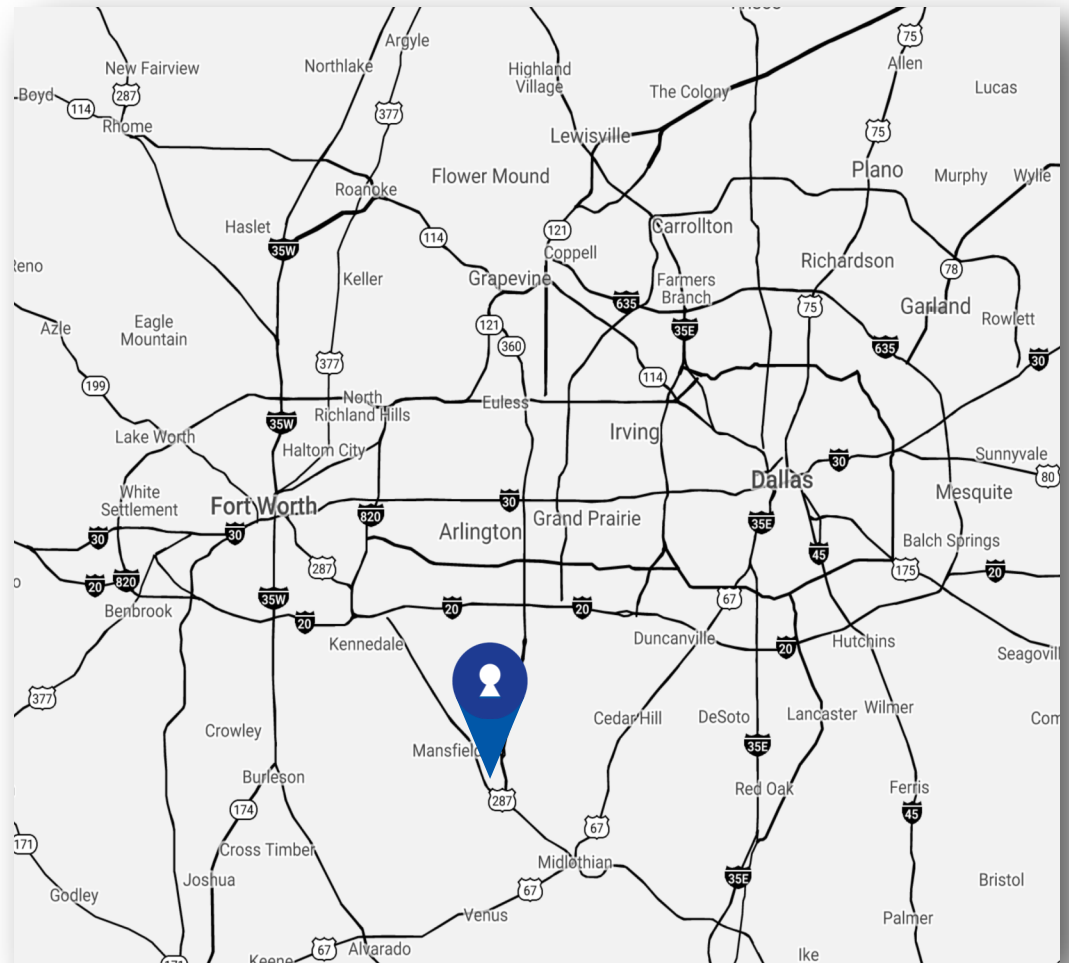 Argyle
75
New Fairview
Northlake
Allen
Highland
Village
Lucas
287
Boyd
The Colony
114
377
Rhome
75
Lewisville
Plano
Flower Mound
Murphy
Wylie
Roanoke
Haslet
Carrollton
121
114
35W
Coppell
Richardson
78
Keller
Grapevine
Farmers
Branch
635
75
Garland
Rowlett
121
35E
Azle
Eagle
Mountain
360
635
30
377
114
199
North
Richland Hills
Euless
35W
Irving
Lake Worth
Haltom City
30
Sunnyvale
80
Dallas
White
Settlement
Mesquite
Fort Worth
30
820
Grand Prairie
35E
Arlington
30
30
Balch Springs
45
287
175
20
20
820
35W
67
Benbrook
20
20
20
Kennedale
Duncanville
Hutchins
20
377
Cedar Hill
DeSoto
Lancaster
Wilmer
Crowley
Mansfield
35E
Burleson
Red Oak
Ferris
287
174
45
67
171
Cross Timber
Midlothian
Joshua
35E
Godley
67
Bristol
Venus
Palmer
67
Alvarado
Ike
Keene